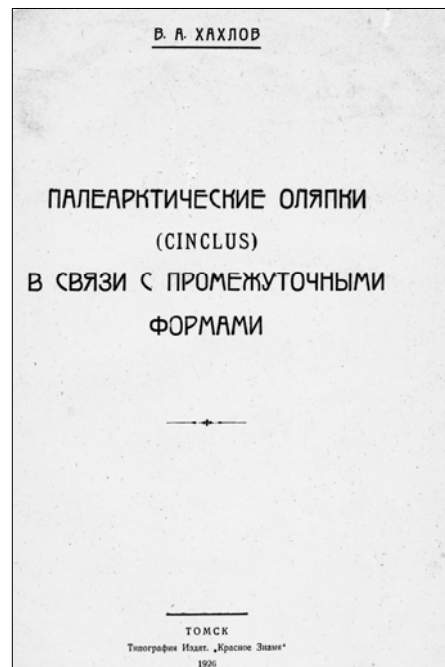 В. А. ХАХЛОВ
ПАЛЕАРКТИЧЕСКИЕ ОЛЯПКИ
(CINCLUS)
В СВЯЗИ С ПРОМЕЖУТОЧНЫМИ
ФОРМАМИ
ТОМСК
Типография Издат. „Красное Знамя“
1926